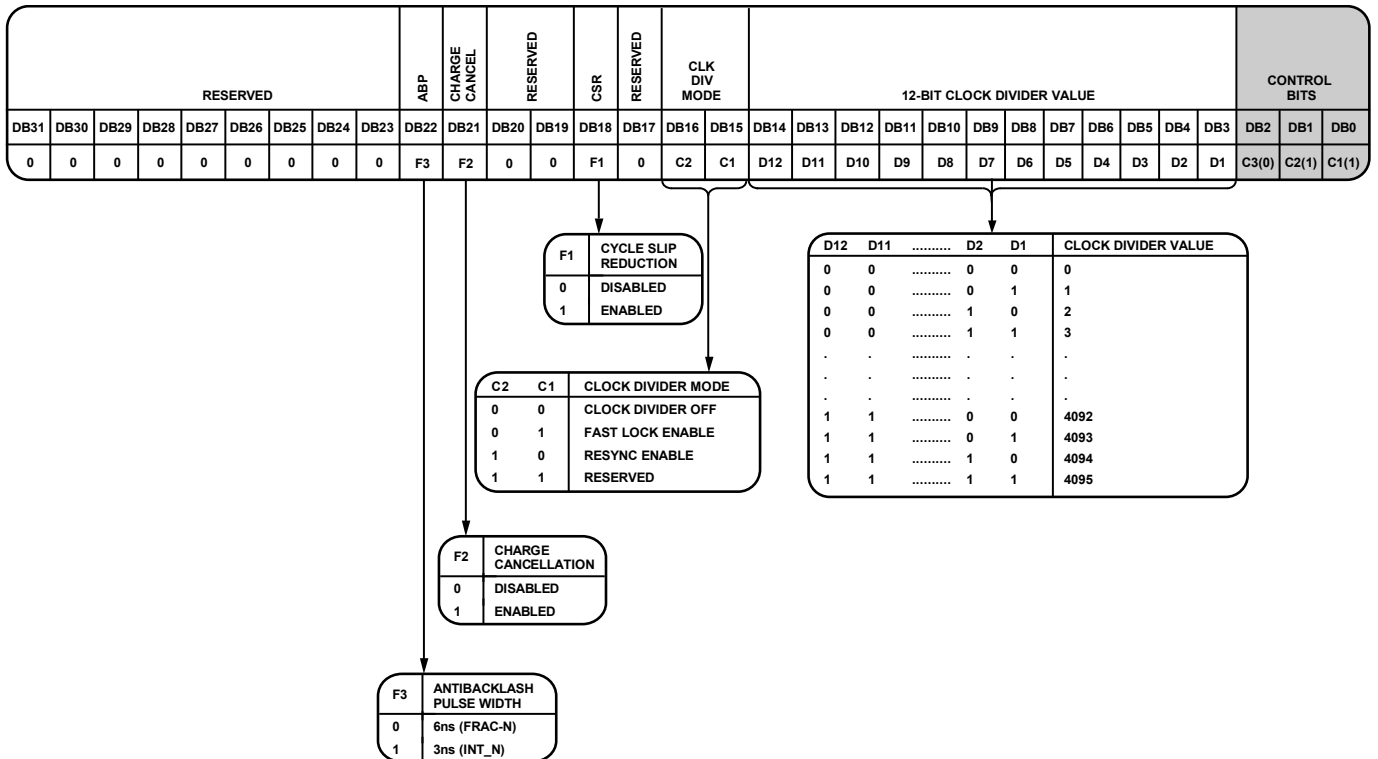 RESERVED
ABP
CHARGE
CANCEL
RESERVED
CSR
RESERVED
CLK
DIV
MODE
12-BIT CLOCK DIVIDER VALUE
CONTROL
BITS
DB31 DB30 DB29 DB28 DB27 DB26 DB25 DB24 DB23 DB22 DB21 DB20 DB19 DB18 DB17 DB16 DB15 DB14 DB13 DB12 DB11 DB10 DB9 DB8 DB7 DB6 DB5 DB4 DB3 DB2 DB1 DB0
0 0 0 0 0 0 0 0 0 F3 F2 0 0 F1 0 C2 C1 D12 D11 D10 D9 D8 D7 D6 D5 D4 D3 D2 D1 C3(0) C2(1) C1(1)
F1 CYCLE SLIP
REDUCTION
0 DISABLED
1 ENABLED
D12 D11 .......... D2 D1 CLOCK DIVIDER VALUE
0 0 .......... 0 0 0
0 0 .......... 0 1 1
0 0 .......... 1 0 2
0 0 .......... 1 1 3
. . .......... . . .
. . .......... . . .
. . .......... . . .
1 1 .......... 0 0 4092
1 1 .......... 0 1 4093
1 1 .......... 1 0 4094
1 1 .......... 1 1 4095
C2 C1 CLOCK DIVIDER MODE
0 0 CLOCK DIVIDER OFF
0 1 FAST LOCK ENABLE
1 0 RESYNC ENABLE
1 1 RESERVED
F2 CHARGE
CANCELLATION
0 DISABLED
1 ENABLED
F3 ANTIBACKLASH
PULSE WIDTH
0 6ns (FRAC-N)
1 3ns (INT_N)